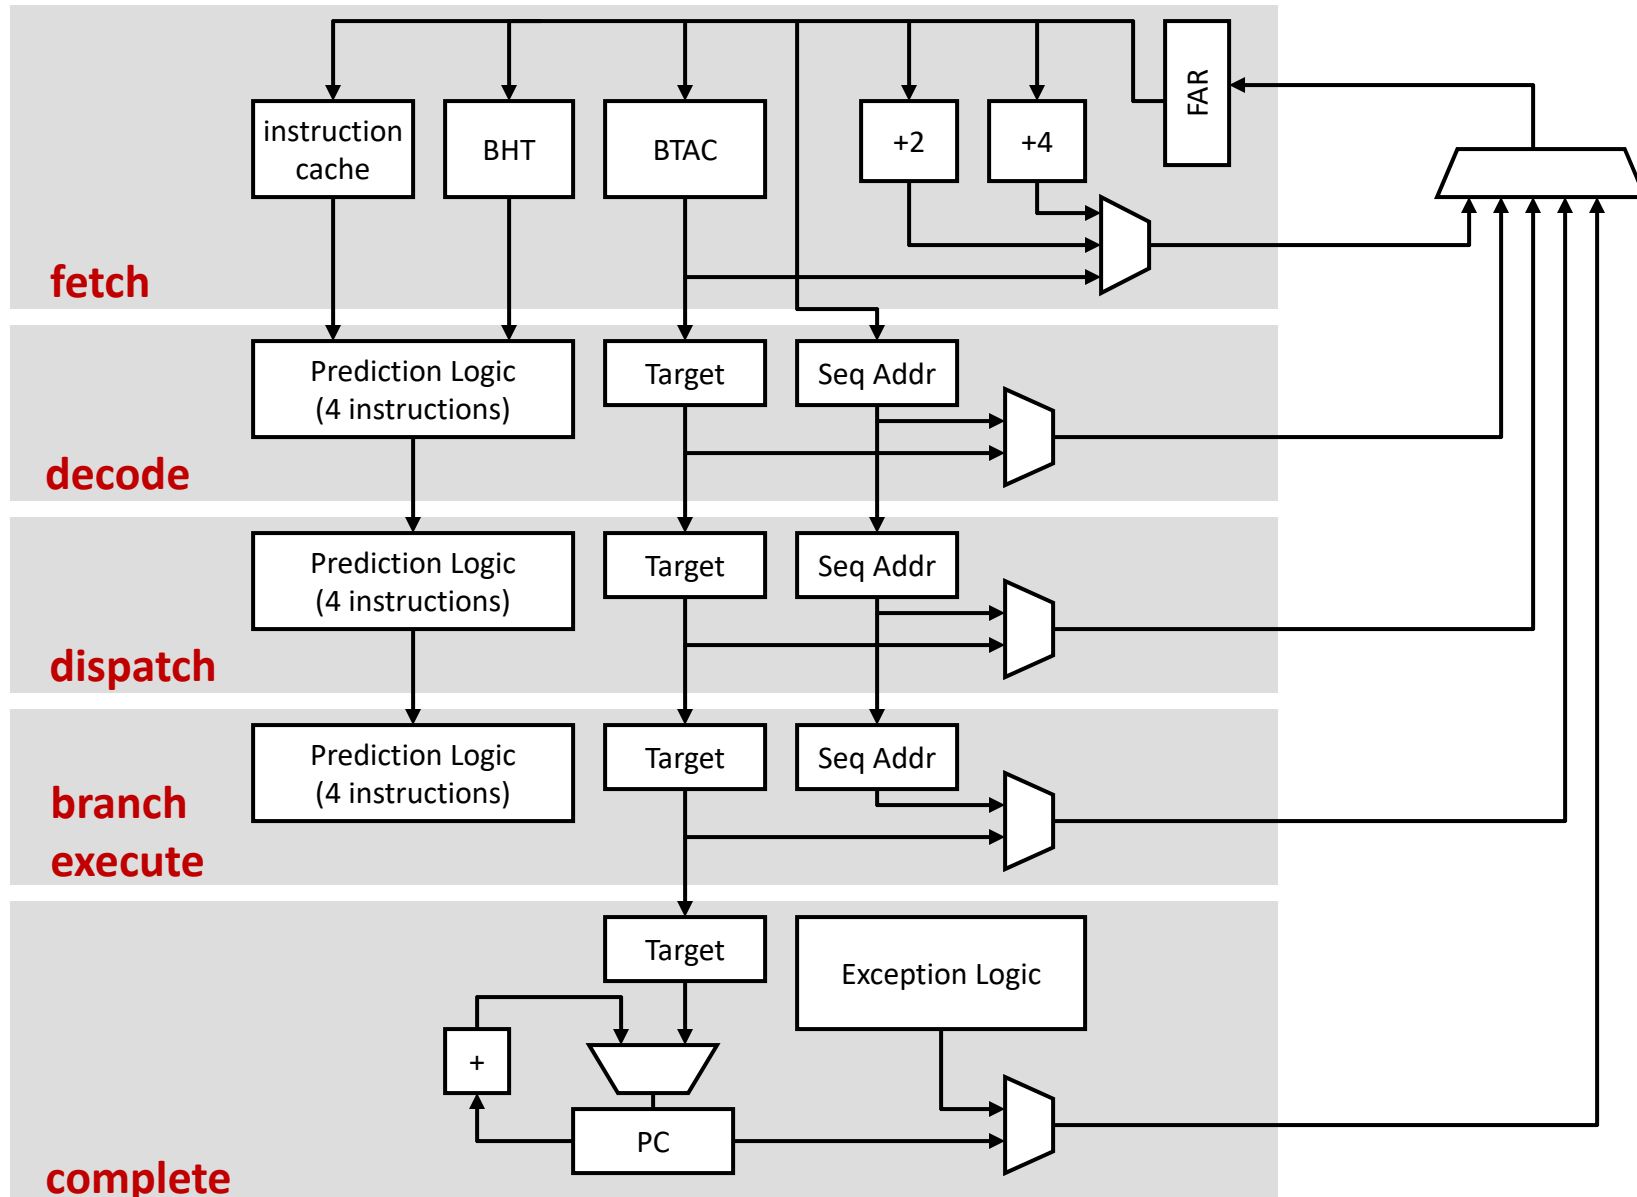 FAR
instruction
cache
BHT
BTAC
+2
+4
fetch
Prediction Logic
(4 instructions)
Target
Seq Addr
decode
Prediction Logic
(4 instructions)
Target
Seq Addr
dispatch
Prediction Logic
(4 instructions)
Target
Seq Addr
branch
execute
Target
Exception Logic
+
PC
complete